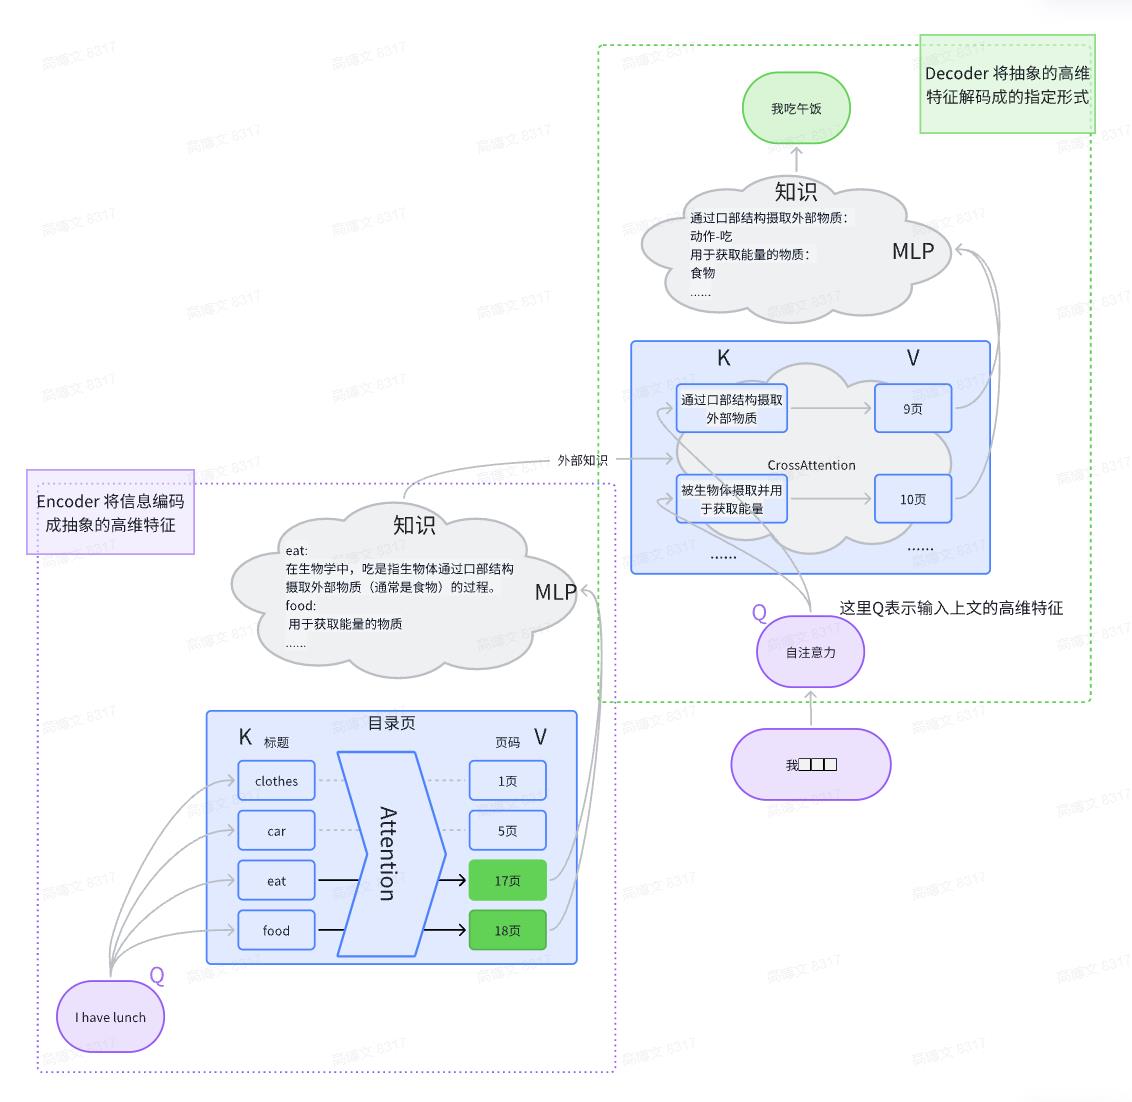 Decoder 将抽象的高维
特征解码成的指定形式
我吃午饭
知识
通过口部结构摄取外部物质：
动作-吃
用于获取能量的物质：
食物
......
MLP
K
V
通过口部结构摄取
外部物质
9页
CrossAttention
被生物体摄取并用
于获取能量
10页
......
......
外部知识
Encoder 将信息编码
成抽象的高维特征
知识
eat:
在生物学中，吃是指生物体通过口部结构
摄取外部物质（通常是食物）的过程。
food:
用于获取能量的物质
......
MLP
Q
这里Q表示输入上文的高维特征
自注意力
我□□□
目录页
K
标题
页码
V
clothes
1页
car
5页
eat
17页
food
18页
Attention
Q
I have lunch
高博文 8317